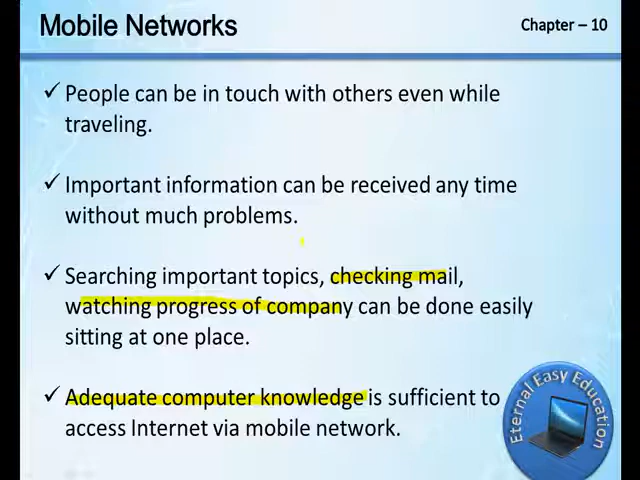 Mobile Networks
Chapter – 10
✓ People can be in touch with others even while
traveling.
✓ Important information can be received any time
without much problems.
✓ Searching important topics, checking mail,
watching progress of company can be done easily
sitting at one place.
✓ Adequate computer knowledge is sufficient to
access Internet via mobile network.
Eternal Easy Education